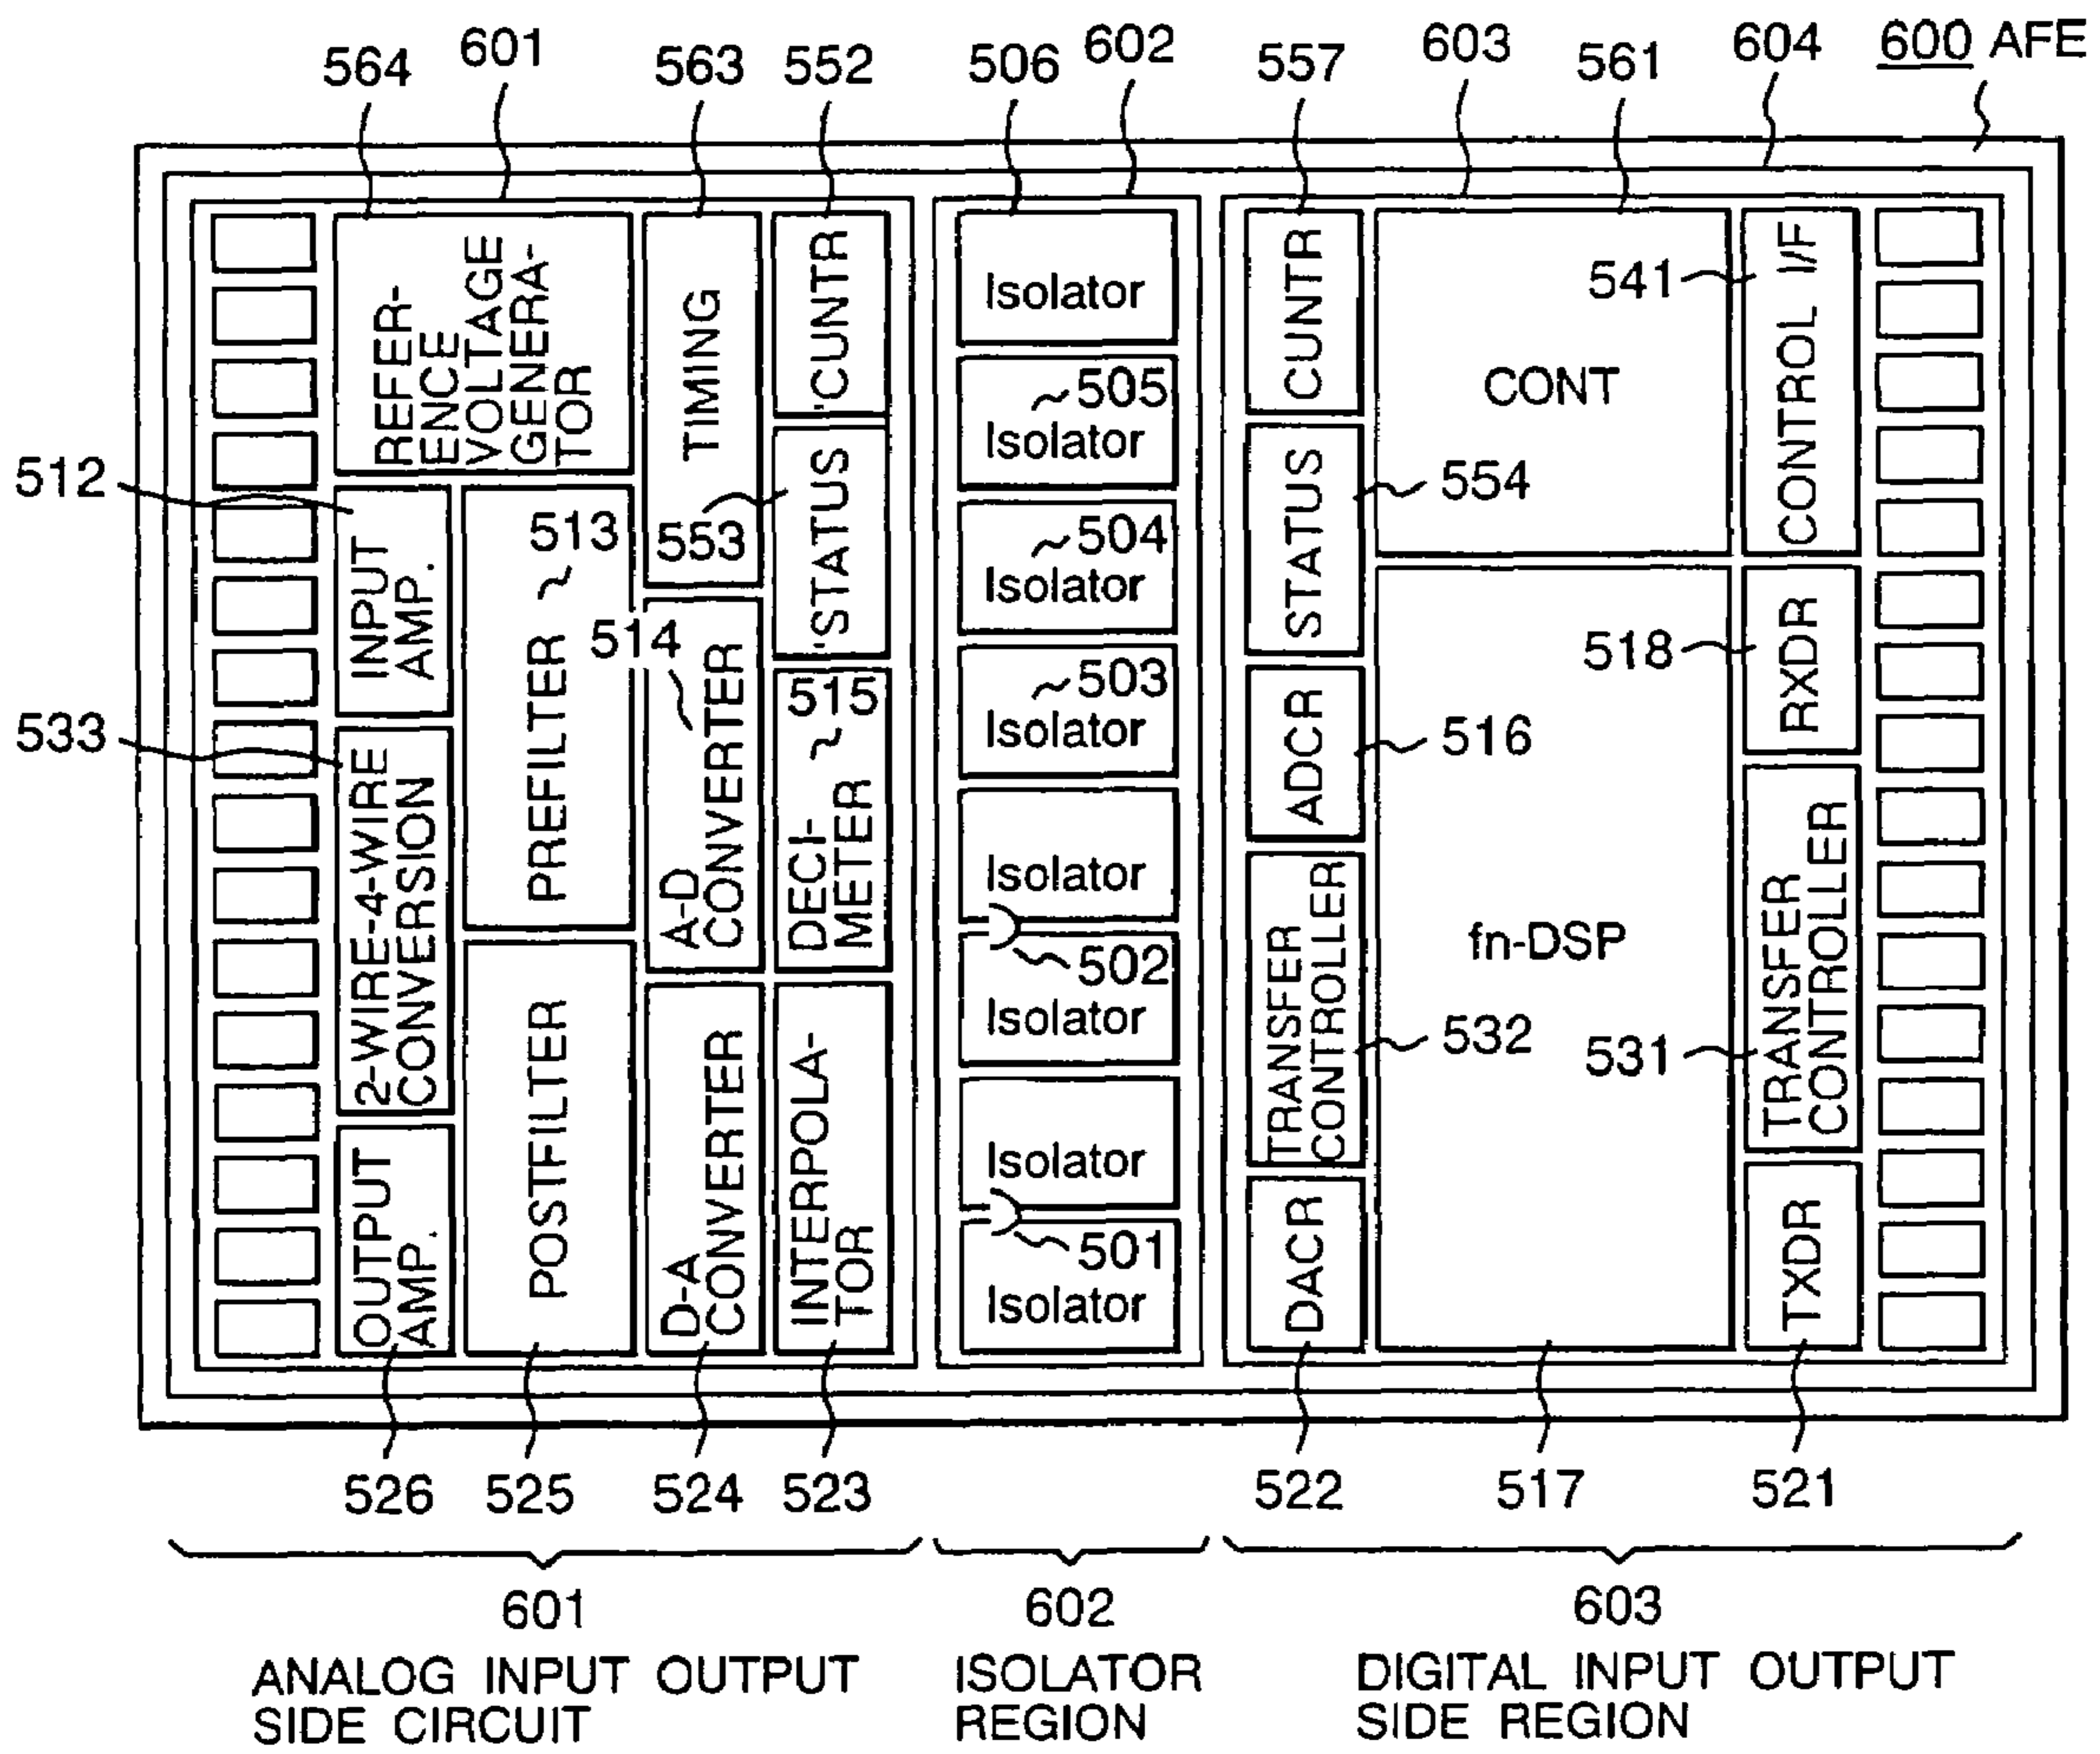 564 601 563 552 506 602 557 603 561 604 600 AFE
REFER-
ENCE
VOLTAGE
GENERA-
TOR
TIMING
CUNTR
Isolator
CUNTR
CONT
541
CONTROL I/F
505
Isolator
512
INPUT
AMP.
513
PREFILTER
553
STATUS
504
Isolator
STATUS
554
514
A-D
CONVERTER
515
DECI-
METER
503
Isolator
518
RXDR
533
2-WIRE-4-WIRE
CONVERSION
ADCR
516
Isolator
502
Isolator
TRANSFER
CONTROLLER
532
fn-DSP
531
TRANSFER
CONTROLLER
OUTPUT
AMP.
POSTFILTER
D-A
CONVERTER
INTERPOLA-
TOR
Isolator
501
Isolator
DACR
TXDR
526 525 524 523 522 517 521
601
ANALOG INPUT OUTPUT
SIDE CIRCUIT
602
ISOLATOR
REGION
603
DIGITAL INPUT OUTPUT
SIDE REGION